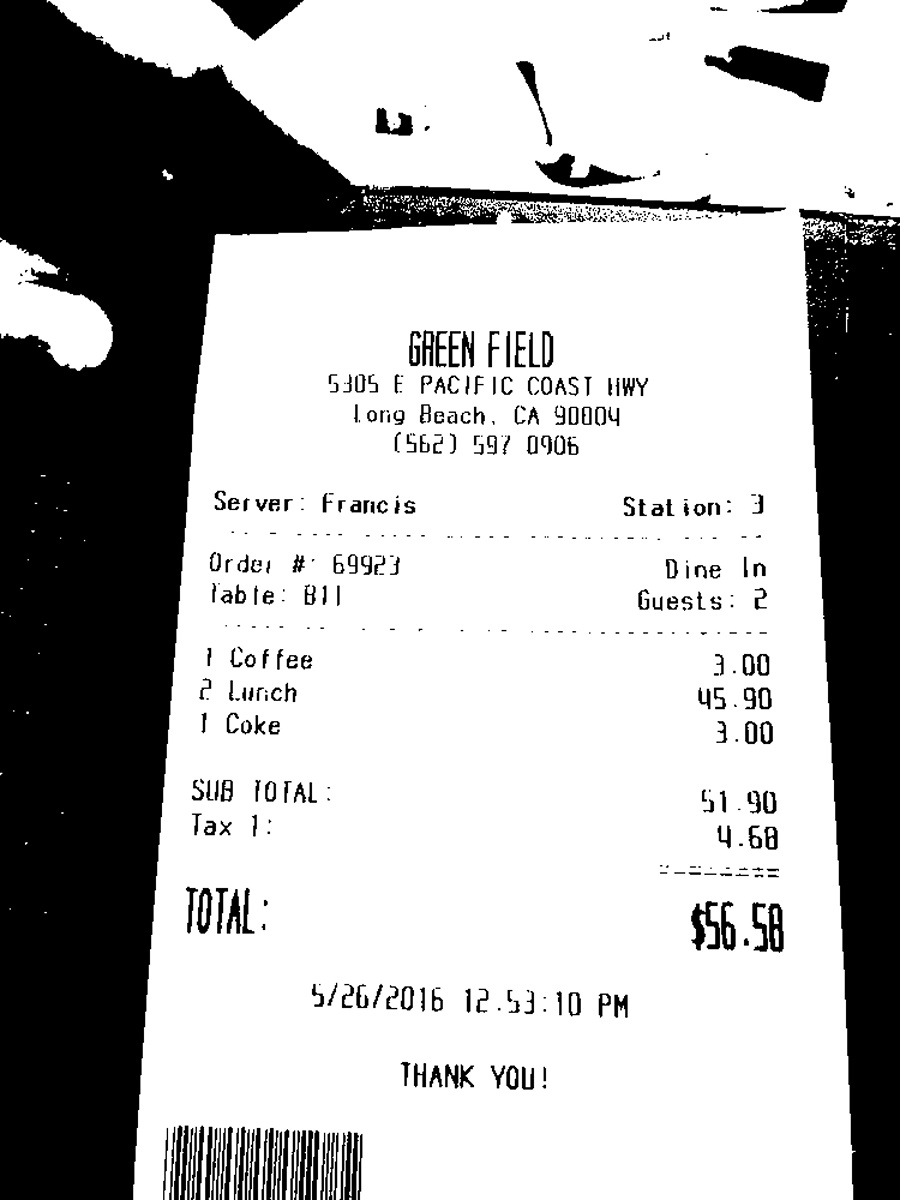 GREEN FIELD
5305 E PACIFIC COAST HWY
Long Beach, CA 90804
(562) 597 0906
Server: Francis Station: 3
Order #: 69923 Dine In
Table: B11 Guests: 2
1 Coffee 3.00
2 Lunch 45.90
1 Coke 3.00
SUB TOTAL: 51.90
Tax 1: 4.68
TOTAL: $56.58
5/26/2016 12:53:10 PM
THANK YOU!